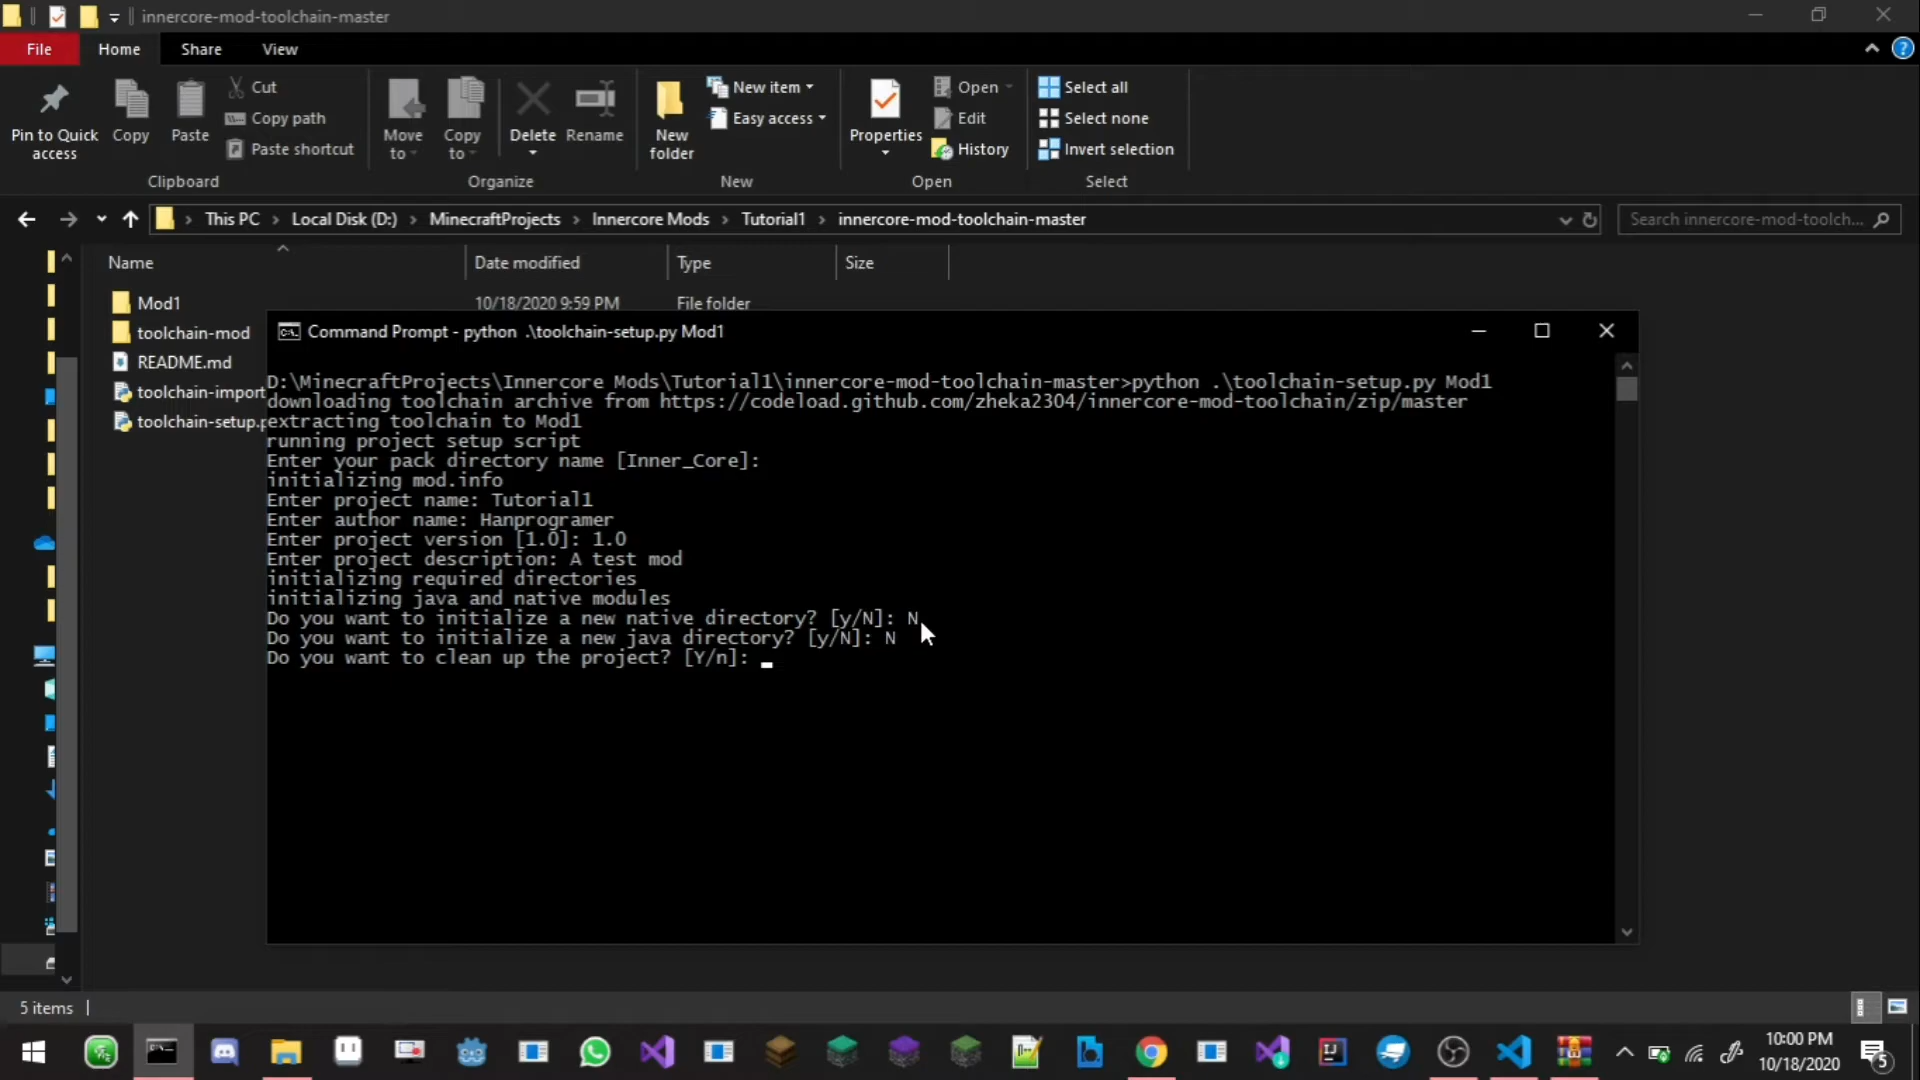 innercore-mod-toolchain-master
File
Home
Share
View
Pin to Quick
access
Copy
Paste
Cut
Copy path
Paste shortcut
Clipboard
Move
to
Copy
to
Delete
Rename
Organize
New
folder
New item
Easy access
New
Properties
Open
Edit
History
Open
Select all
Select none
Invert selection
Select
This PC > Local Disk (D:) > MinecraftProjects > Innercore Mods > Tutorial1 > innercore-mod-toolchain-master
Search innercore-mod-toolch...
Name
Date modified
Type
Size
Mod1
10/18/2020 9:59 PM
File folder
toolchain-mod
README.md
toolchain-import
toolchain-setup.p
Command Prompt - python .\toolchain-setup.py Mod1
D:\MinecraftProjects\Innercore Mods\Tutorial1\innercore-mod-toolchain-master>python .\toolchain-setup.py Mod1
downloading toolchain archive from https://codeload.github.com/zheka2304/innercore-mod-toolchain/zip/master
extracting toolchain to Mod1
running project setup script
Enter your pack directory name [Inner_Core]:
initializing mod.info
Enter project name: Tutorial1
Enter author name: Hanprogramer
Enter project version [1.0]: 1.0
Enter project description: A test mod
initializing required directories
initializing java and native modules
Do you want to initialize a new native directory? [y/N]: N
Do you want to initialize a new java directory? [y/N]: N
Do you want to clean up the project? [Y/n]:
5 items
10:00 PM
10/18/2020
5